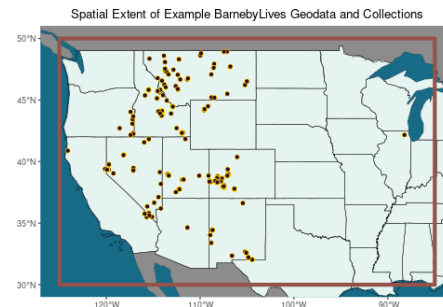 Spatial Extent of Example BarnebyLives Geodata and Collections
50°N
45°N
40°N
35°N
30°N
120°W 110°W 100°W 90°W